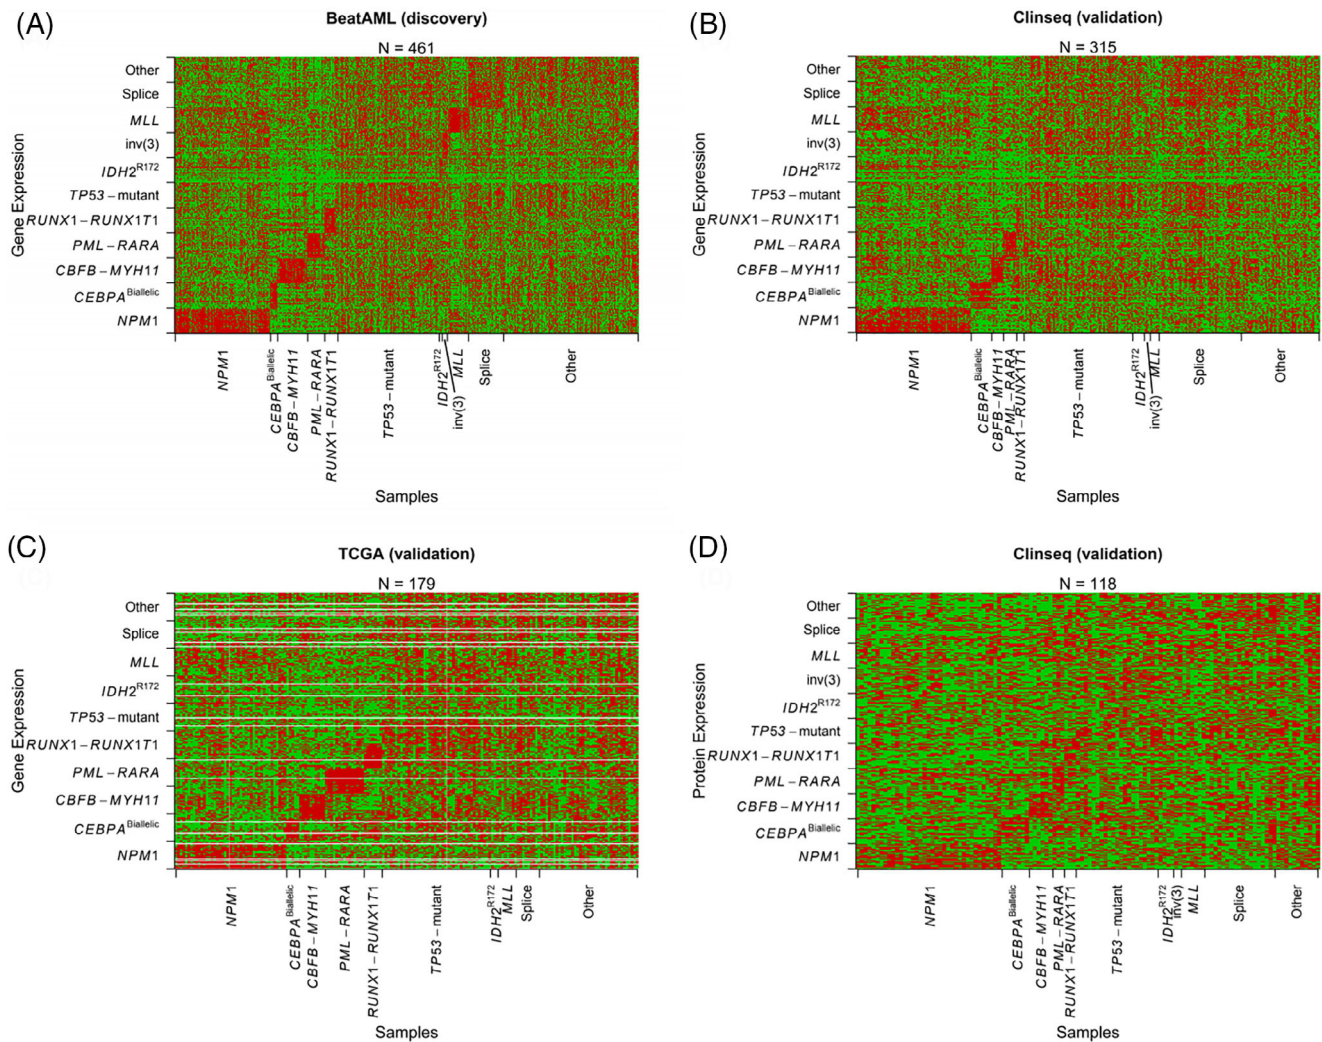 (A)
BeatAML (discovery)
N = 461
Gene Expression
Other
Splice
MLL
inv(3)
IDH2R172
TP53−mutant
RUNX1−RUNX1T1
PML−RARA
CBFB−MYH11
CEBPABiallelic
NPM1
NPM1
CEBPABiallelic
CBFB−MYH11
PML−RARA
RUNX1−RUNX1T1
TP53−mutant
IDH2R172
inv(3)
MLL
Splice
Other
Samples
(B)
Clinseq (validation)
N = 315
Gene Expression
Other
Splice
MLL
inv(3)
IDH2R172
TP53−mutant
RUNX1−RUNX1T1
PML−RARA
CBFB−MYH11
CEBPABiallelic
NPM1
NPM1
CEBPABiallelic
CBFB−MYH11
PML−RARA
RUNX1−RUNX1T1
TP53−mutant
IDH2R172
inv(3)
MLL
Splice
Other
Samples
(C)
TCGA (validation)
N = 179
Gene Expression
Other
Splice
MLL
IDH2R172
TP53−mutant
RUNX1−RUNX1T1
PML−RARA
CBFB−MYH11
CEBPABiallelic
NPM1
NPM1
CEBPABiallelic
CBFB−MYH11
PML−RARA
RUNX1−RUNX1T1
TP53−mutant
IDH2R172
MLL
Splice
Other
Samples
(D)
Clinseq (validation)
N = 118
Protein Expression
Other
Splice
MLL
inv(3)
IDH2R172
TP53−mutant
RUNX1−RUNX1T1
PML−RARA
CBFB−MYH11
CEBPABiallelic
NPM1
NPM1
CEBPABiallelic
CBFB−MYH11
PML−RARA
RUNX1−RUNX1T1
TP53−mutant
IDH2R172
inv(3)
MLL
Splice
Other
Samples